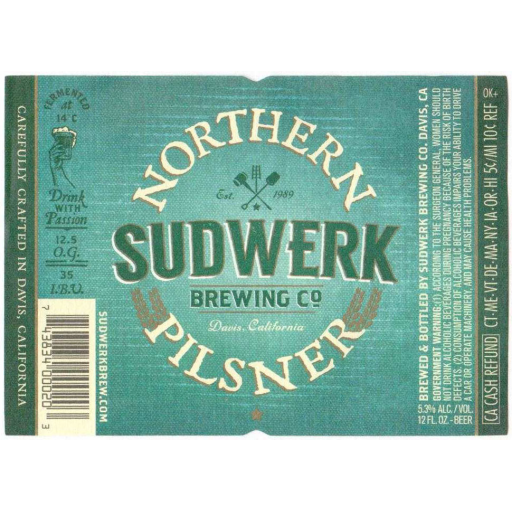 CAREFULLY CRAFTED IN DAVIS, CALIFORNIA
FERMENTED
at
14°C
Drink
WITH
Passion
12.5
O.G.
35
I.B.U.
7 43834 00020 3
SUDWERKBREW.COM
NORTHERN
Est. 1989
SUDWERK
BREWING CO
Davis, California
PILSNER
BREWED & BOTTLED BY SUDWERK BREWING CO. DAVIS, CA
GOVERNMENT WARNING: (1) ACCORDING TO THE SURGEON GENERAL, WOMEN SHOULD
NOT DRINK ALCOHOLIC BEVERAGES DURING PREGNANCY BECAUSE OF THE RISK OF BIRTH
DEFECTS. (2) CONSUMPTION OF ALCOHOLIC BEVERAGES IMPAIRS YOUR ABILITY TO DRIVE
A CAR OR OPERATE MACHINERY, AND MAY CAUSE HEALTH PROBLEMS.
5.3% ALC. / VOL.
12 FL. OZ. - BEER
CA CASH REFUND CT-ME-VT-DE-MA-NY-IA-OR-HI 5¢/MI 10¢ REF
OK+